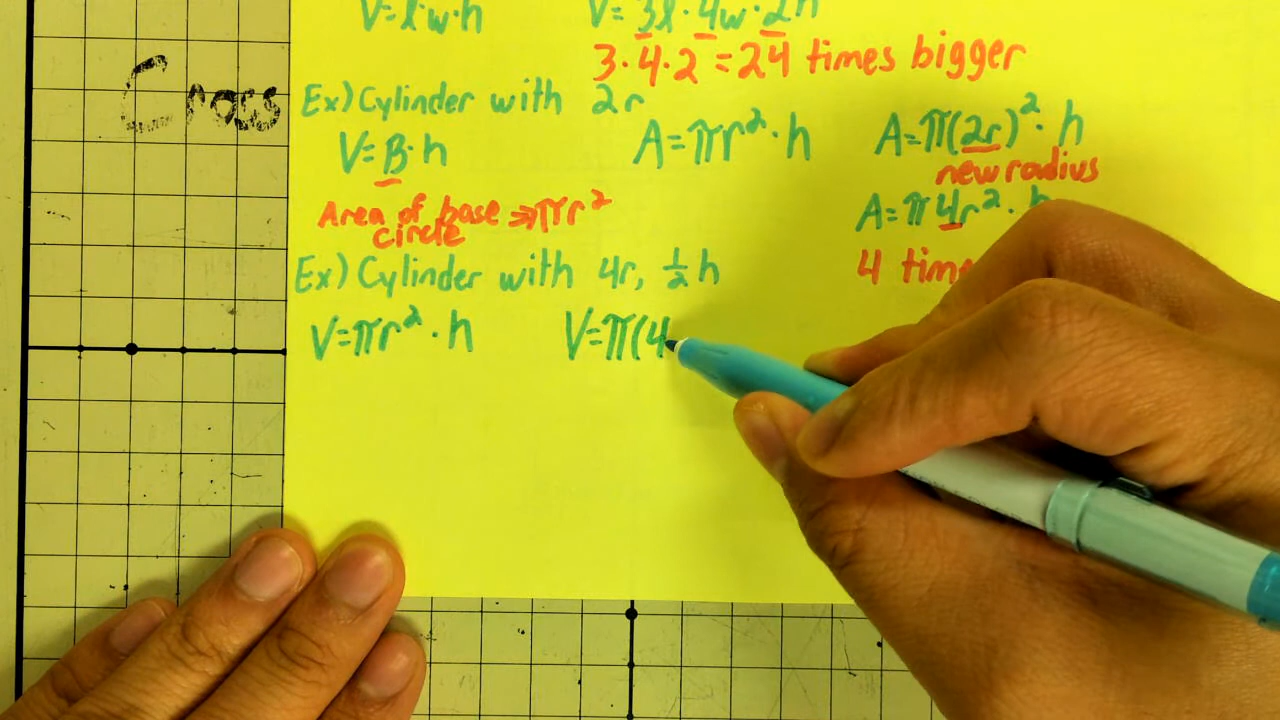 V=l·w·h V=3l·4w·2h
3·4·2=24 times bigger
Cross
Ex) Cylinder with 2r
V=B·h A=πr²·h A=π(2r)²·h
new radius
Area of base ⇒πr²
circle
A=π4r²·h
Ex) Cylinder with 4r, ½h
4 time
V=πr²·h V=π(4